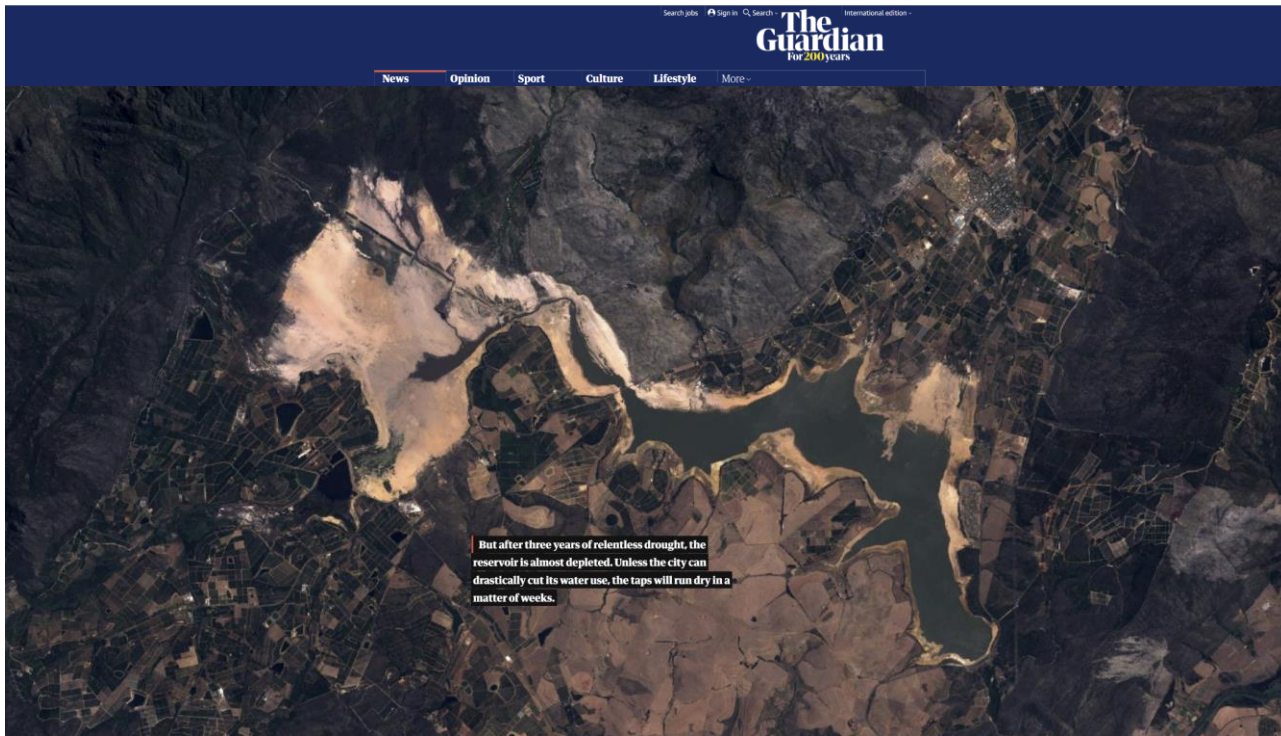 Search jobs Sign in Search International edition
The
Guardian
For 200 years
News Opinion Sport Culture Lifestyle More
But after three years of relentless drought, the
reservoir is almost depleted. Unless the city can
drastically cut its water use, the taps will run dry in a
matter of weeks.